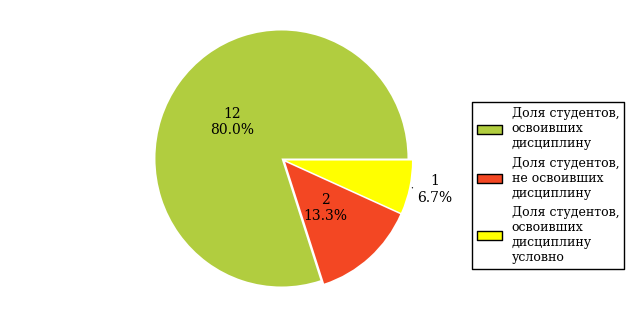 12
80.0%
2
13.3%
1
6.7%
Доля студентов,
освоивших
дисциплину
Доля студентов,
не освоивших
дисциплину
Доля студентов,
освоивших
дисциплину
условно